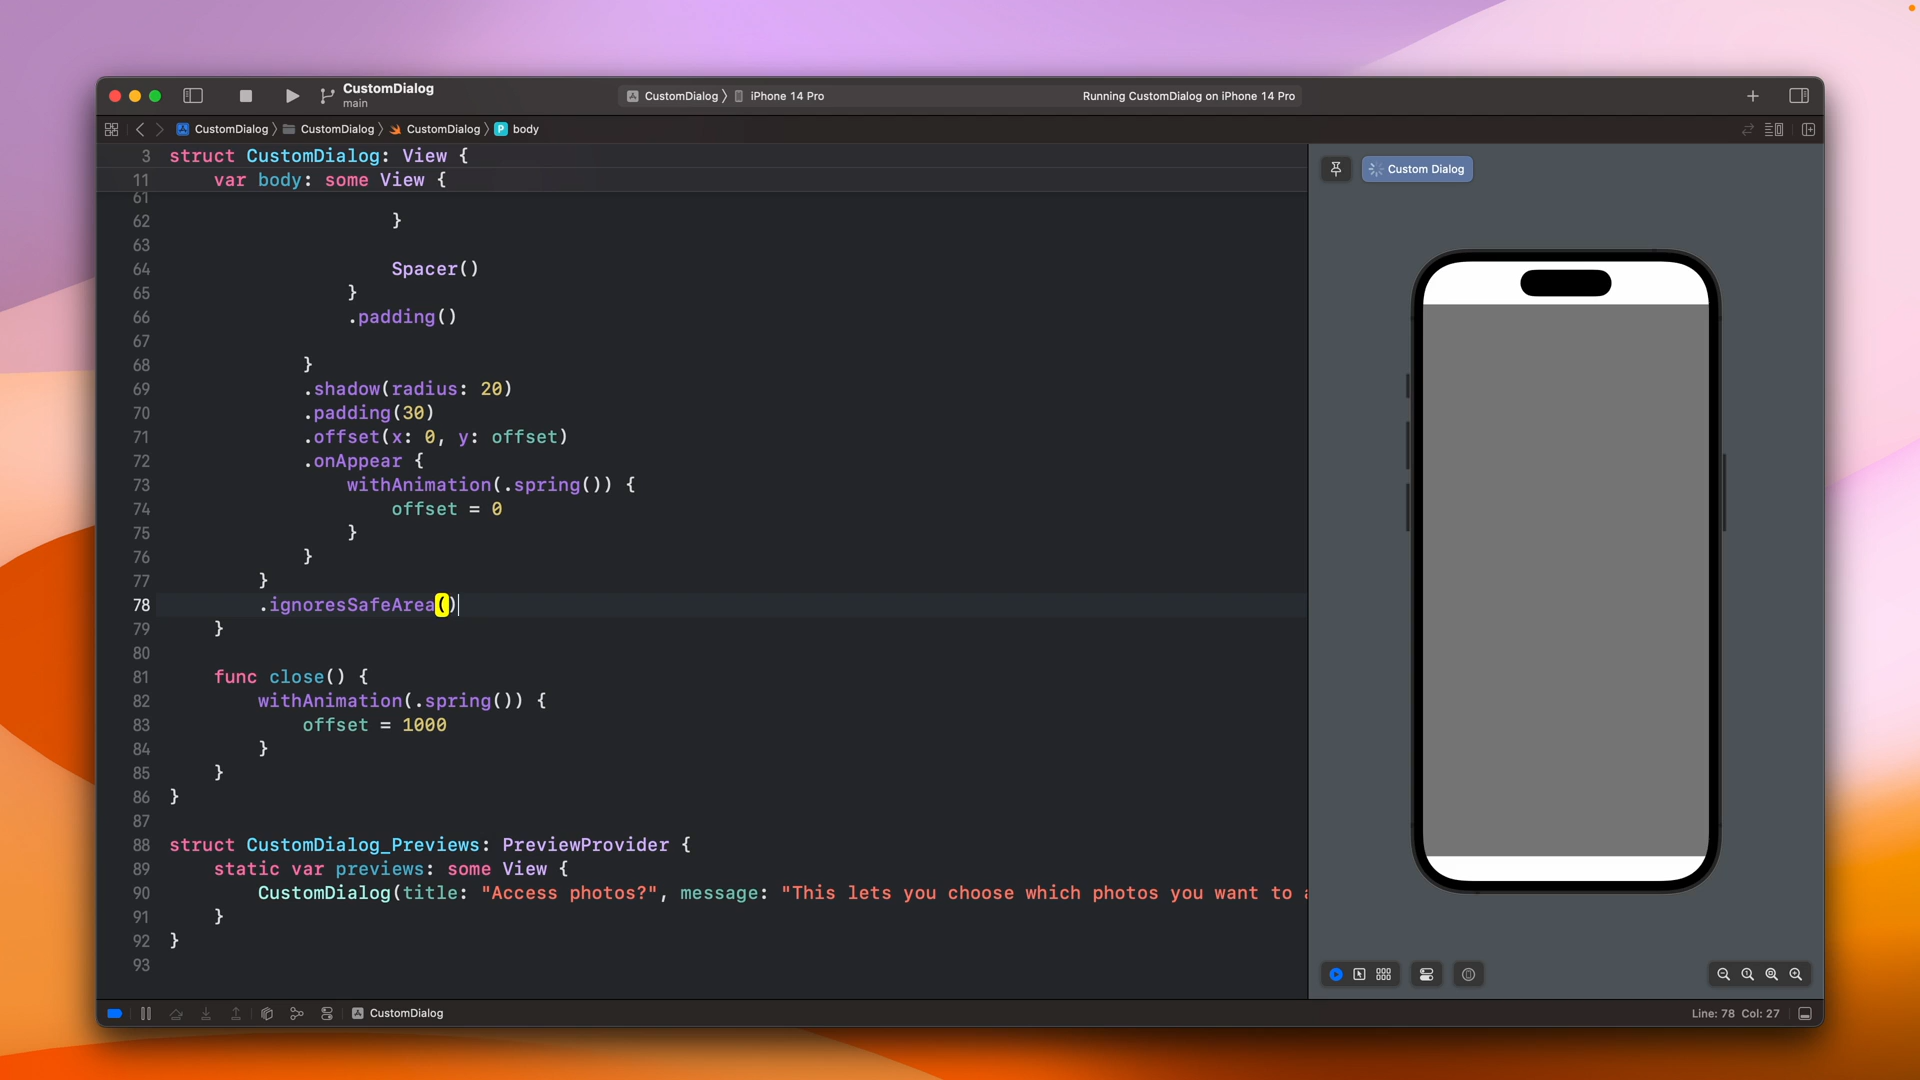 CustomDialog
main
CustomDialog 〉 iPhone 14 Pro
Running CustomDialog on iPhone 14 Pro
CustomDialog 〉 CustomDialog 〉 CustomDialog 〉 P body
3 struct CustomDialog: View {
11 var body: some View {
61
62 }
63
64 Spacer()
65 }
66 .padding()
67
68 }
69 .shadow(radius: 20)
70 .padding(30)
71 .offset(x: 0, y: offset)
72 .onAppear {
73 withAnimation(.spring()) {
74 offset = 0
75 }
76 }
77 }
78 .ignoresSafeArea()
79 }
80
81 func close() {
82 withAnimation(.spring()) {
83 offset = 1000
84 }
85 }
86 }
87
88 struct CustomDialog_Previews: PreviewProvider {
89 static var previews: some View {
90 CustomDialog(title: "Access photos?", message: "This lets you choose which photos you want to a
91 }
92 }
93
Custom Dialog
CustomDialog
Line: 78 Col: 27